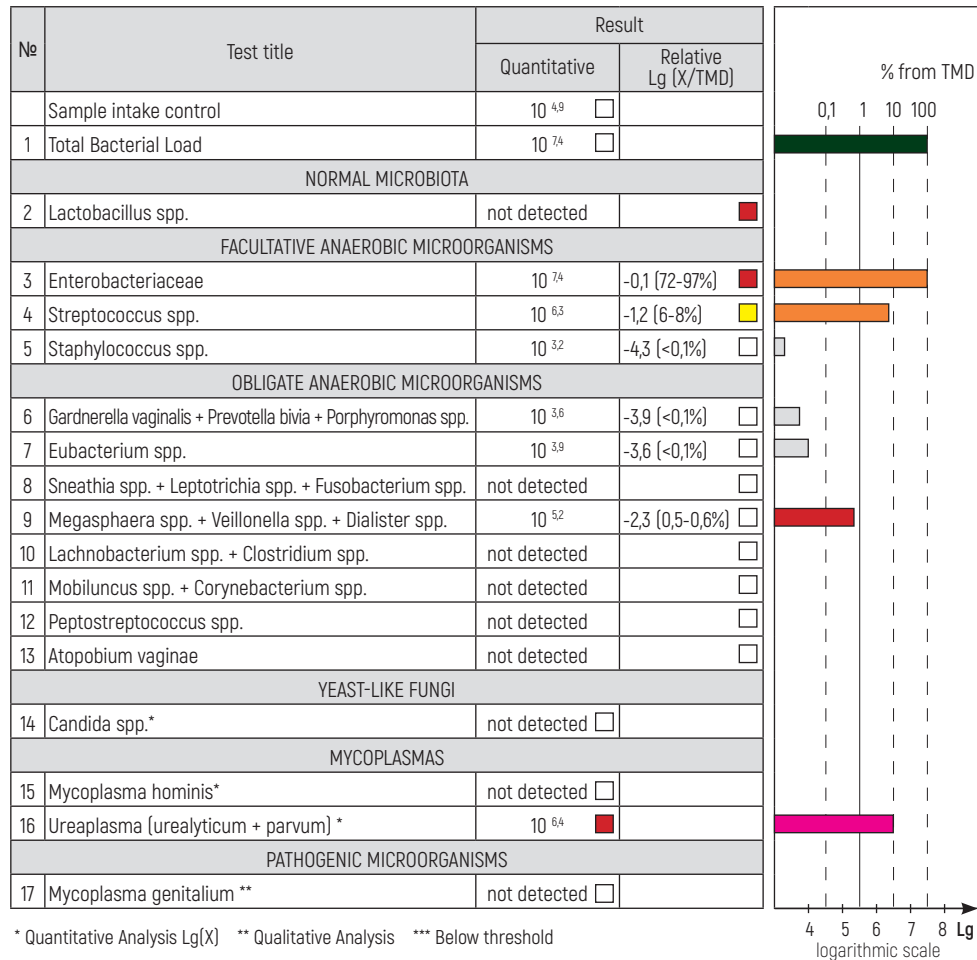 № Test title Result
Quantitative Relative
Lg (X/TMD)
% from TMD
Sample intake control 10 4,9 0,1 1 10 100
1 Total Bacterial Load 10 7,4
NORMAL MICROBIOTA
2 Lactobacillus spp. not detected
FACULTATIVE ANAEROBIC MICROORGANISMS
3 Enterobacteriaceae 10 7,4 -0,1 (72-97%)
4 Streptococcus spp. 10 6,3 -1,2 (6-8%)
5 Staphylococcus spp. 10 3,2 -4,3 (<0,1%)
OBLIGATE ANAEROBIC MICROORGANISMS
6 Gardnerella vaginalis + Prevotella bivia + Porphyromonas spp. 10 3,6 -3,9 (<0,1%)
7 Eubacterium spp. 10 3,9 -3,6 (<0,1%)
8 Sneathia spp. + Leptotrichia spp. + Fusobacterium spp. not detected
9 Megasphaera spp. + Veillonella spp. + Dialister spp. 10 5,2 -2,3 (0,5-0,6%)
10 Lachnobacterium spp. + Clostridium spp. not detected
11 Mobiluncus spp. + Corynebacterium spp. not detected
12 Peptostreptococcus spp. not detected
13 Atopobium vaginae not detected
YEAST-LIKE FUNGI
14 Candida spp.* not detected
MYCOPLASMAS
15 Mycoplasma hominis* not detected
16 Ureaplasma (urealyticum + parvum) * 10 6,4
PATHOGENIC MICROORGANISMS
17 Mycoplasma genitalium ** not detected
* Quantitative Analysis Lg(X) ** Qualitative Analysis *** Below threshold
4 5 6 7 8 Lg
logarithmic scale